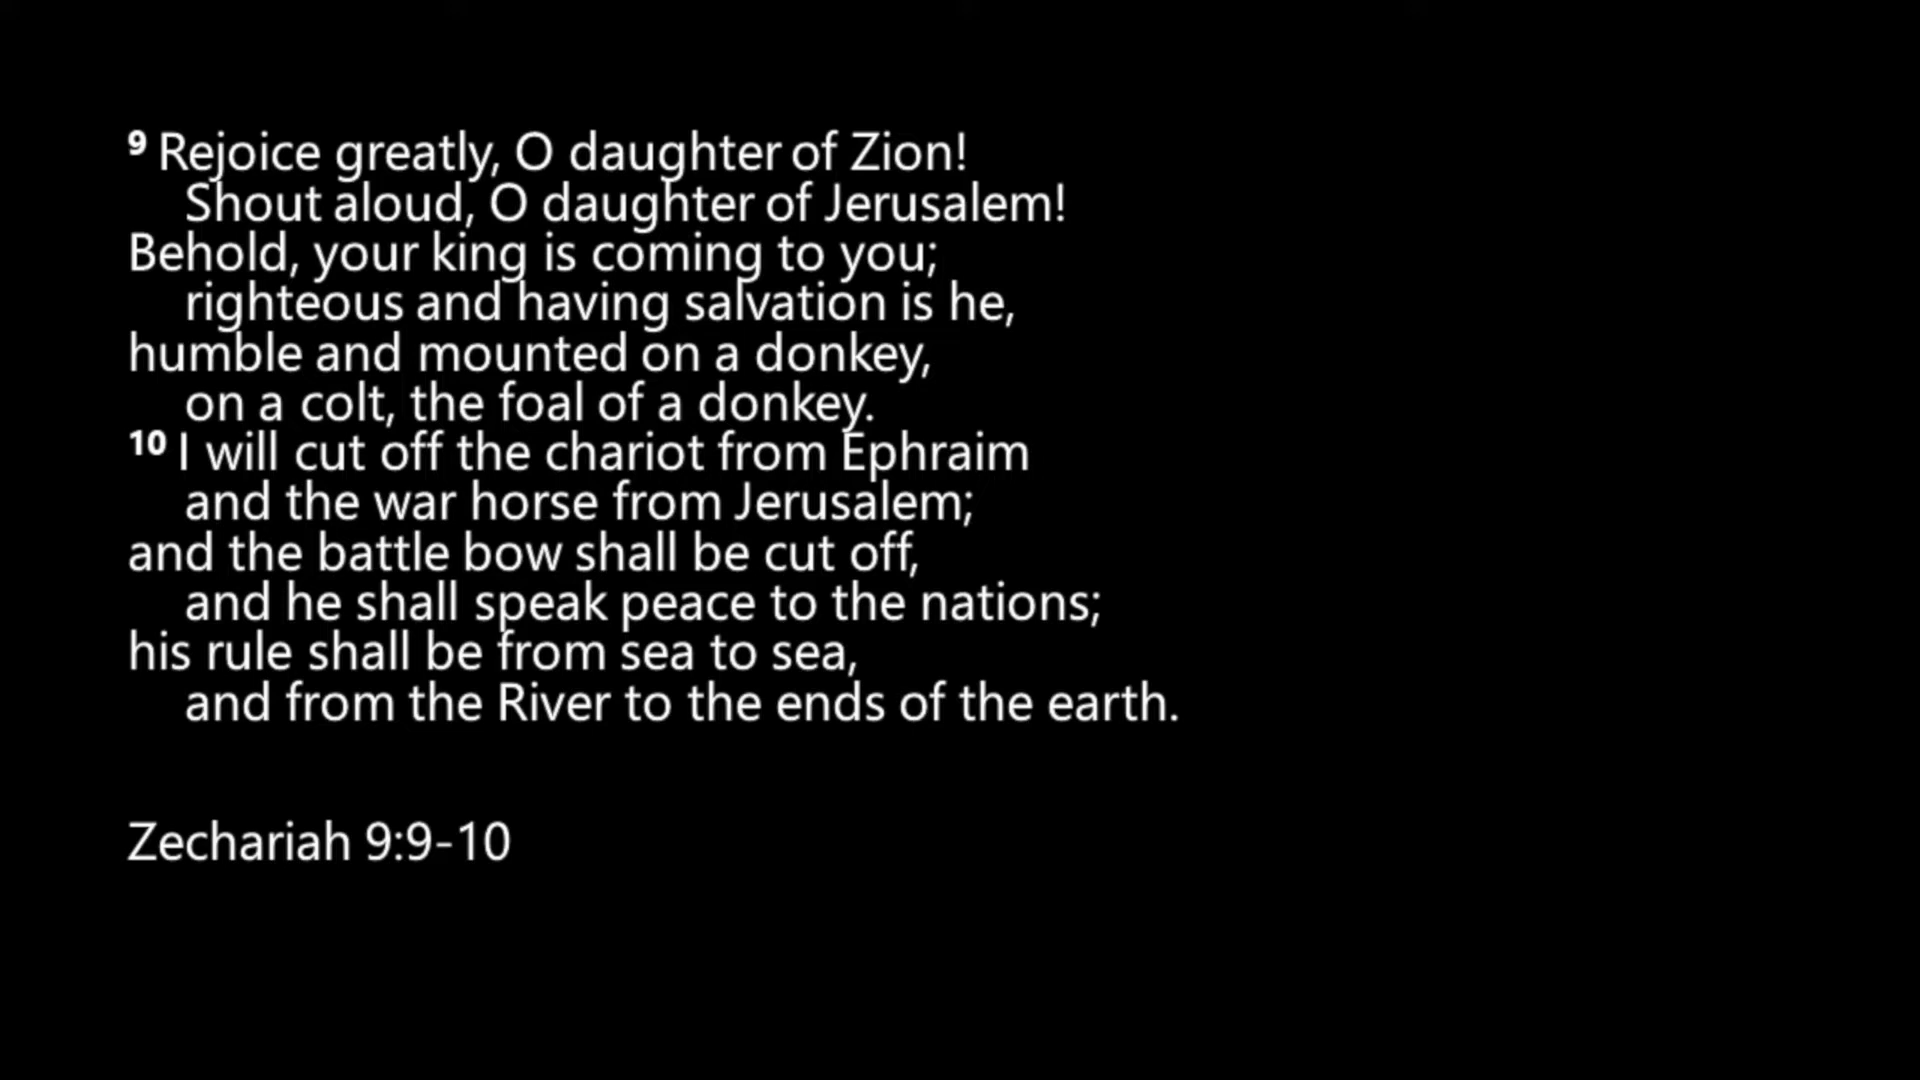 9 Rejoice greatly, O daughter of Zion!
Shout aloud, O daughter of Jerusalem!
Behold, your king is coming to you;
righteous and having salvation is he,
humble and mounted on a donkey,
on a colt, the foal of a donkey.
10 I will cut off the chariot from Ephraim
and the war horse from Jerusalem;
and the battle bow shall be cut off,
and he shall speak peace to the nations;
his rule shall be from sea to sea,
and from the River to the ends of the earth.
Zechariah 9:9-10